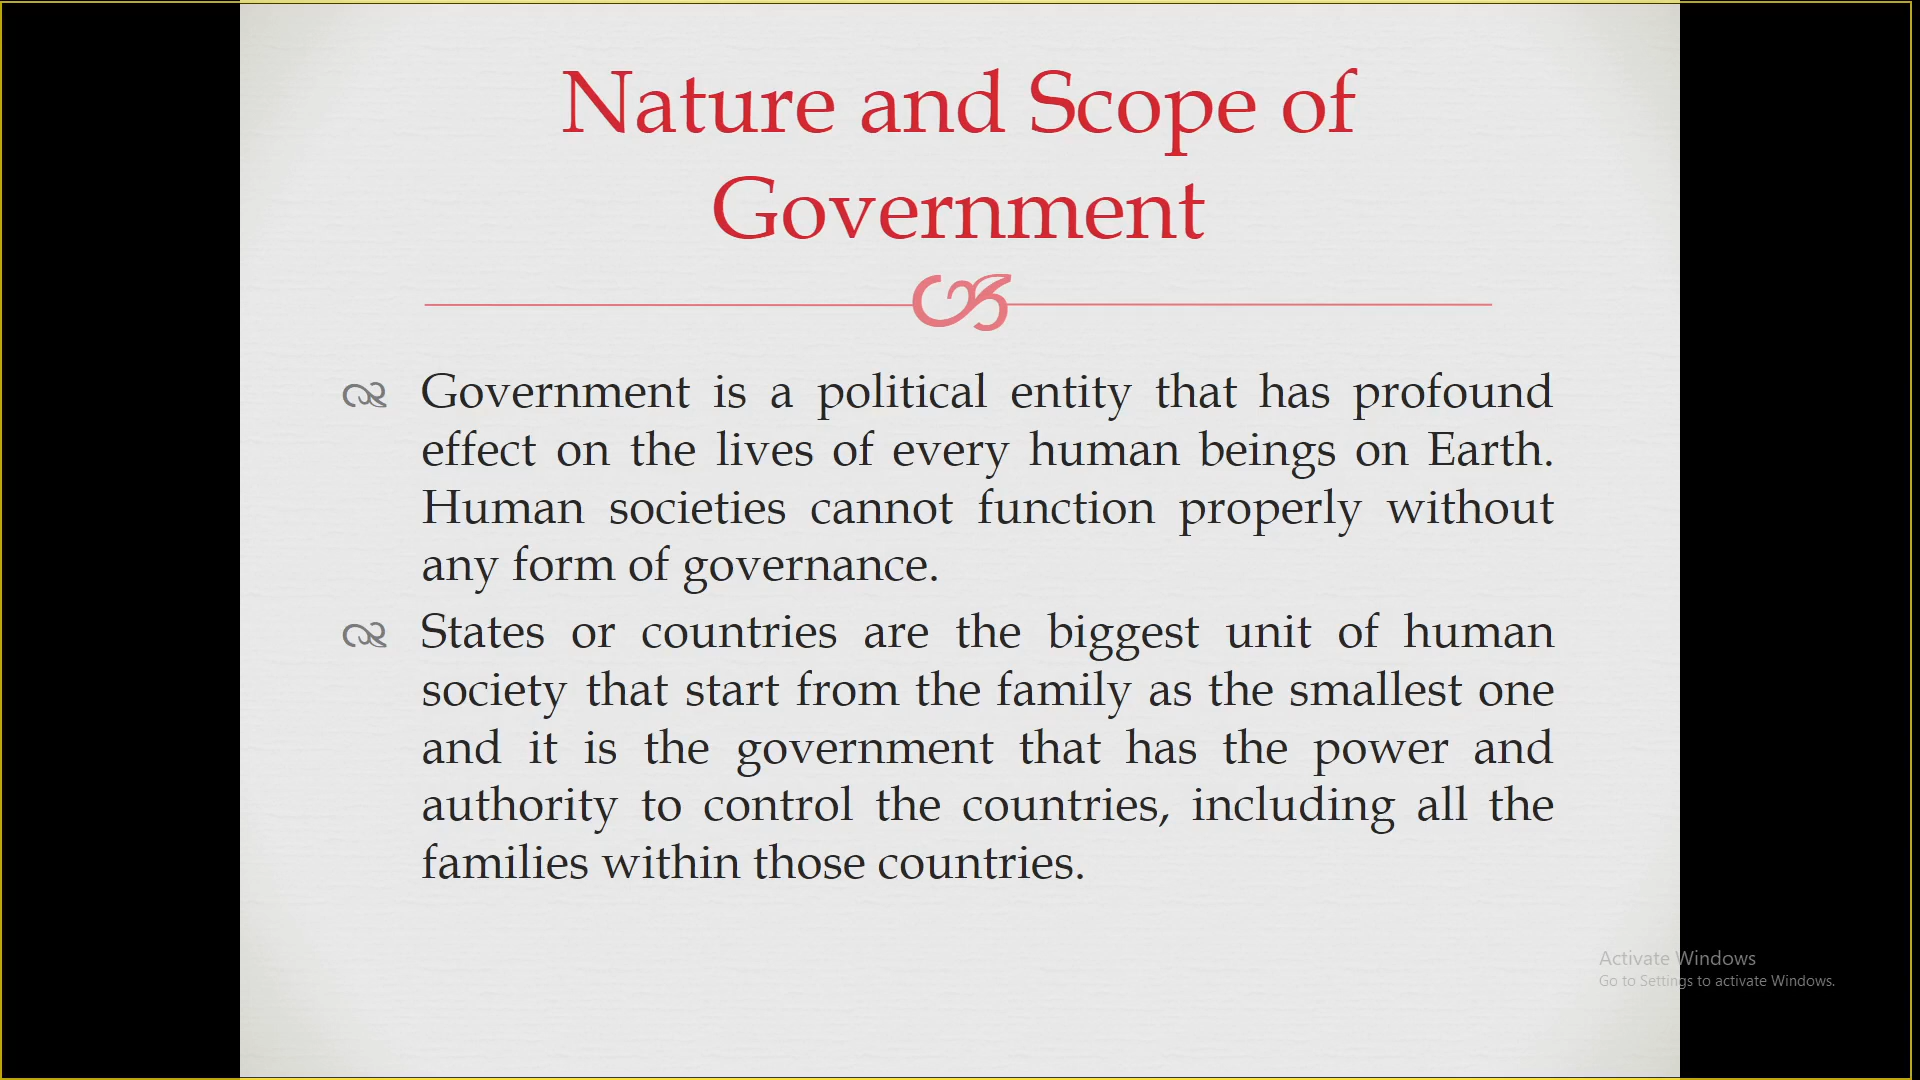 Nature and Scope of
Government
Government is a political entity that has profound
effect on the lives of every human beings on Earth.
Human societies cannot function properly without
any form of governance.
States or countries are the biggest unit of human
society that start from the family as the smallest one
and it is the government that has the power and
authority to control the countries, including all the
families within those countries.
Activate Windows
Go to Settings to activate Windows.